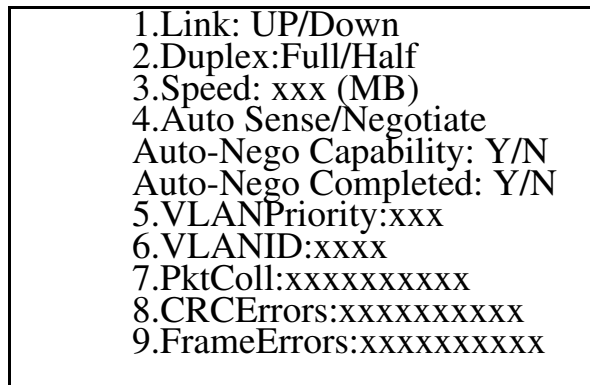 1.Link: UP/Down
2.Duplex:Full/Half
3.Speed: xxx (MB)
4.Auto Sense/Negotiate
Auto-Nego Capability: Y/N
Auto-Nego Completed: Y/N
5.VLANPriority:xxx
6.VLANID:xxxx
7.PktColl:xxxxxxxxxx
8.CRCErrors:xxxxxxxxxx
9.FrameErrors:xxxxxxxxxx